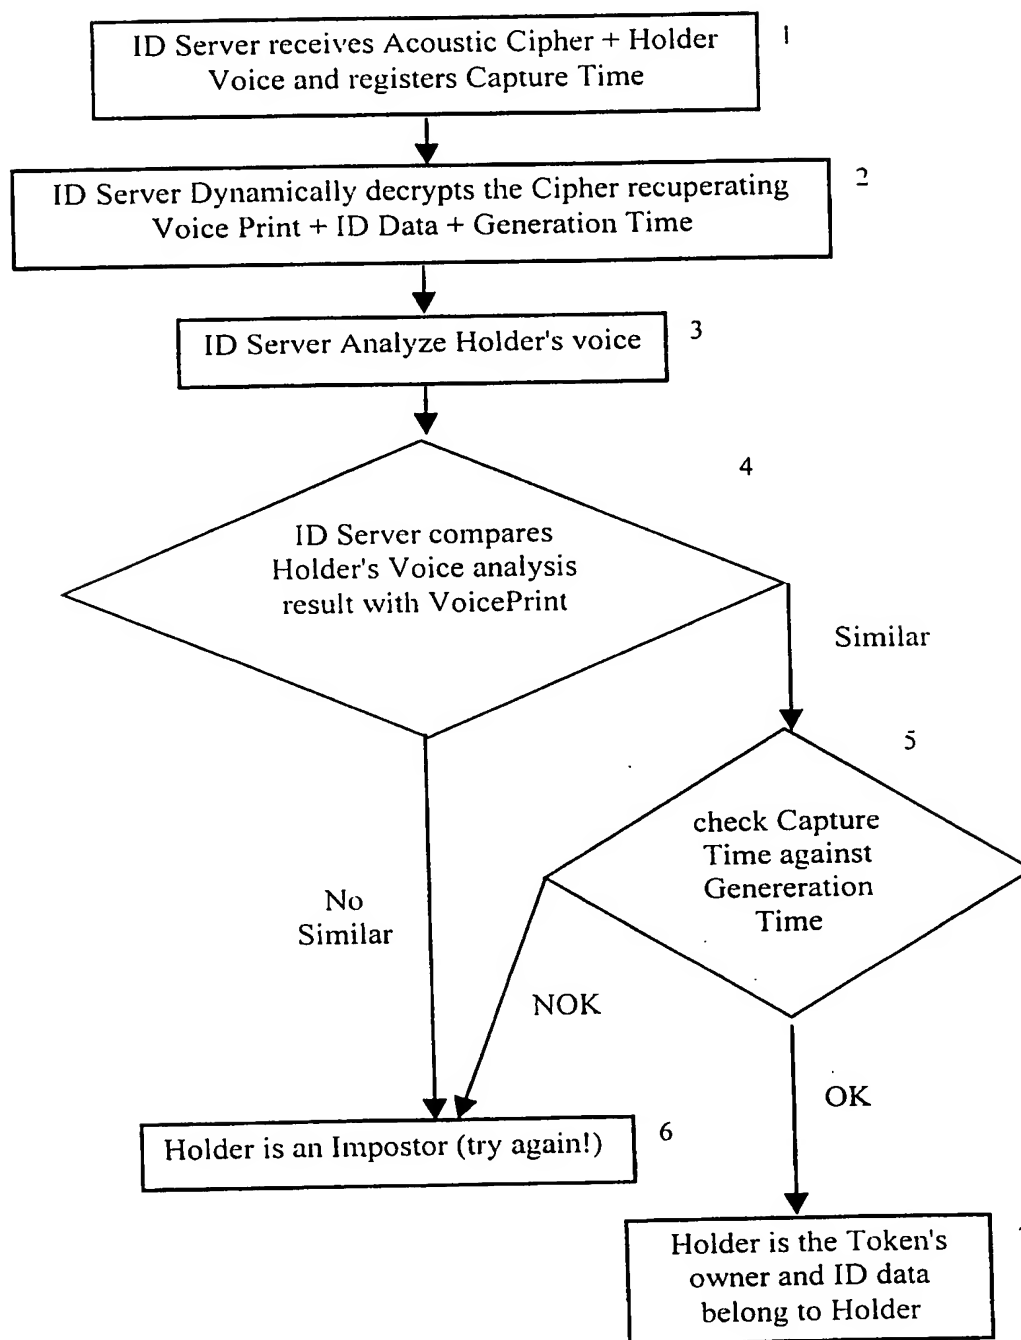 ID Server receives Acoustic Cipher + Holder
Voice and registers Capture Time
1
ID Server Dynamically decrypts the Cipher recuperating
Voice Print + ID Data + Generation Time
2
ID Server Analyze Holder's voice
3
4
ID Server compares
Holder's Voice analysis
result with VoicePrint
Similar
5
check Capture
Time against
Genereration
Time
No
Similar
NOK
OK
Holder is an Impostor (try again!)
6
Holder is the Token's
owner and ID data
belong to Holder